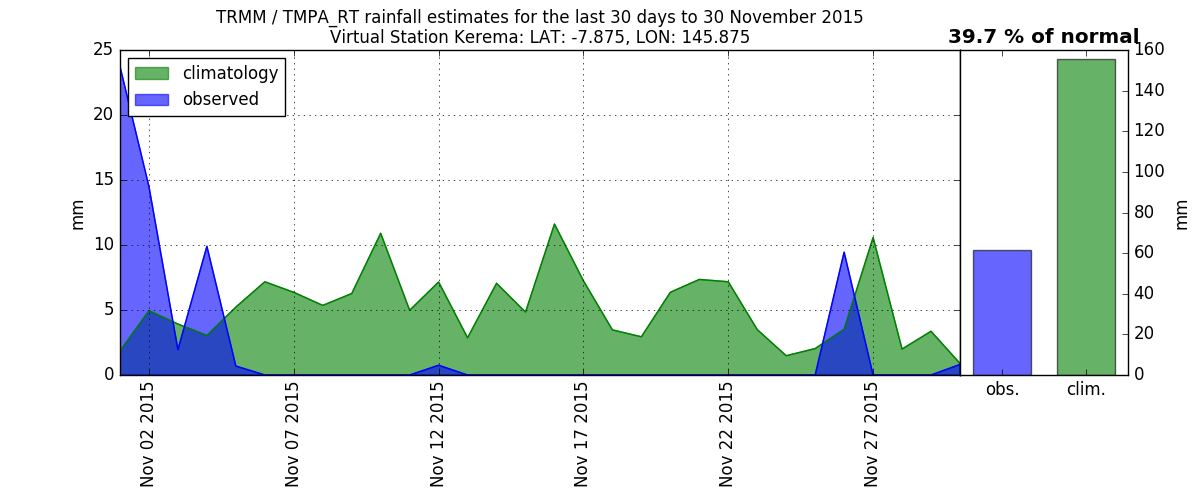 TRMM / TMPA_RT rainfall estimates for the last 30 days to 30 November 2015
Virtual Station Kerema: LAT: -7.875, LON: 145.875
39.7 % of normal
climatology
observed
25
20
15
10
5
0
mm
Nov 02 2015
Nov 07 2015
Nov 12 2015
Nov 17 2015
Nov 22 2015
Nov 27 2015
160
140
120
100
80
60
40
20
0
mm
obs.
clim.